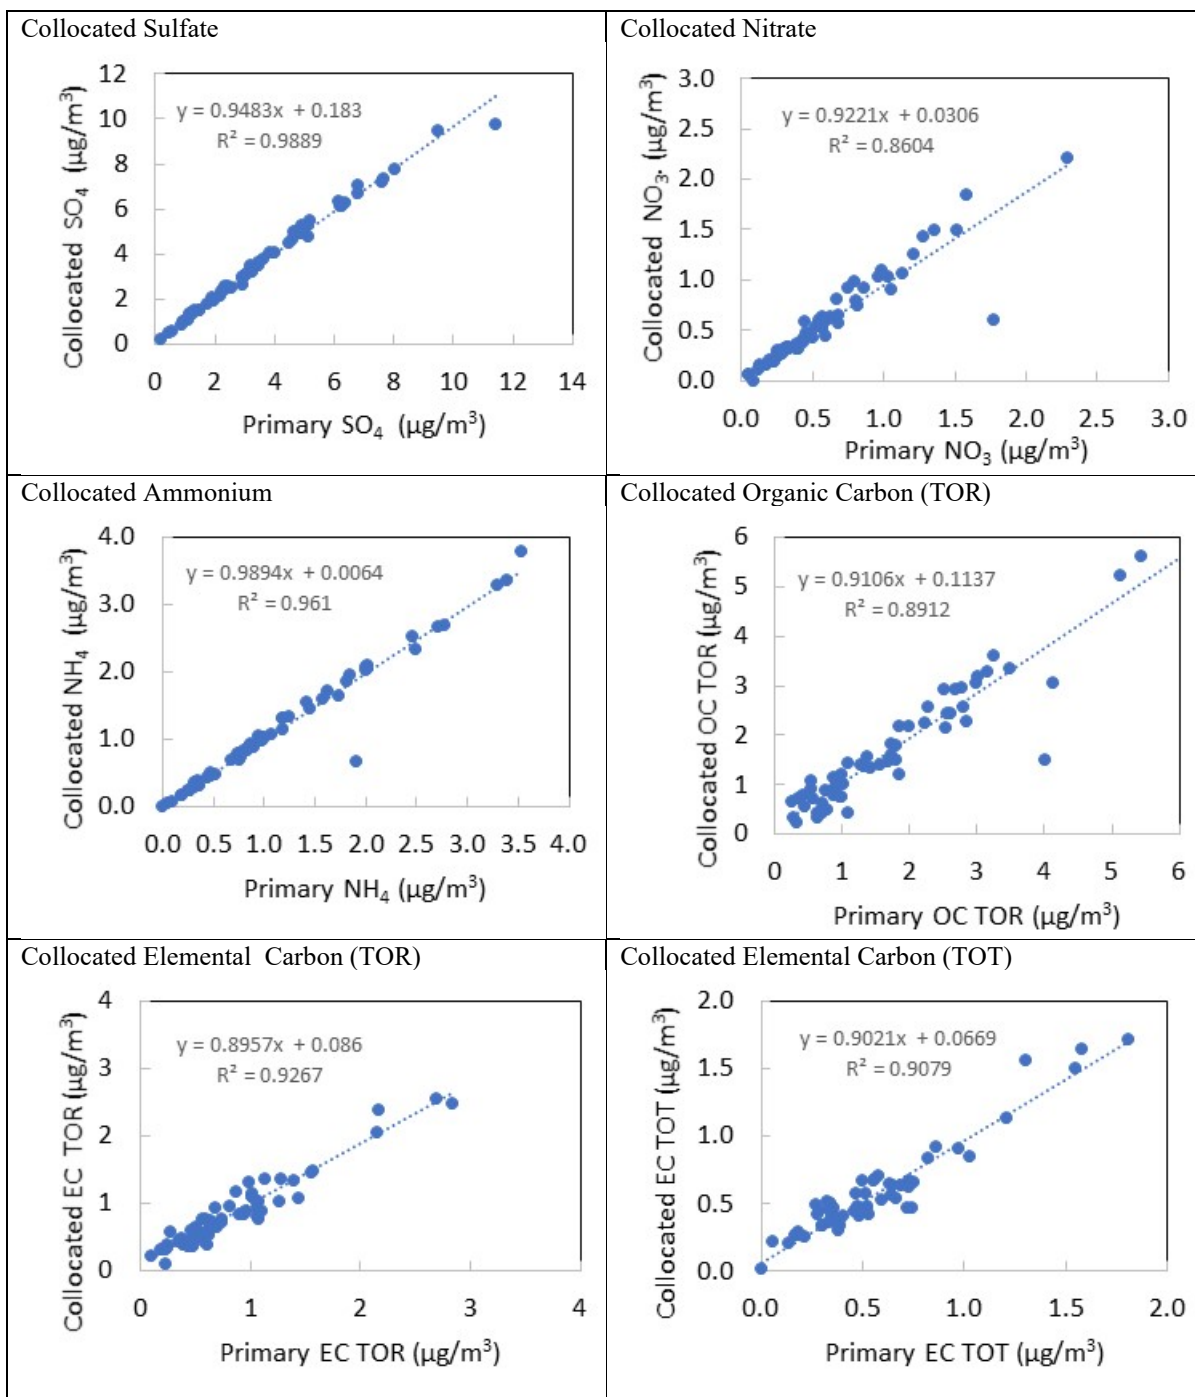 Collocated Sulfate
Collocated SO₄ (µg/m³)
12
10
8
6
4
2
0
y = 0.9483x + 0.183
R² = 0.9889
0 2 4 6 8 10 12 14
Primary SO₄ (µg/m³)
Collocated Nitrate
Collocated NO₃. (µg/m³)
3.0
2.5
2.0
1.5
1.0
0.5
0.0
y = 0.9221x + 0.0306
R² = 0.8604
0.0 0.5 1.0 1.5 2.0 2.5 3.0
Primary NO₃ (µg/m³)
Collocated Ammonium
Collocated NH₄ (µg/m³)
4.0
3.0
2.0
1.0
0.0
y = 0.9894x + 0.0064
R² = 0.961
0.0 0.5 1.0 1.5 2.0 2.5 3.0 3.5 4.0
Primary NH₄ (µg/m³)
Collocated Organic Carbon (TOR)
Collocated OC TOR (µg/m³)
6
5
4
3
2
1
0
y = 0.9106x + 0.1137
R² = 0.8912
0 1 2 3 4 5 6
Primary OC TOR (µg/m³)
Collocated Elemental Carbon (TOR)
Collocated EC TOR (µg/m³)
4
3
2
1
0
y = 0.8957x + 0.086
R² = 0.9267
0 1 2 3 4
Primary EC TOR (µg/m³)
Collocated Elemental Carbon (TOT)
Collocated EC TOT (µg/m³)
2.0
1.5
1.0
0.5
0.0
y = 0.9021x + 0.0669
R² = 0.9079
0.0 0.5 1.0 1.5 2.0
Primary EC TOT (µg/m³)